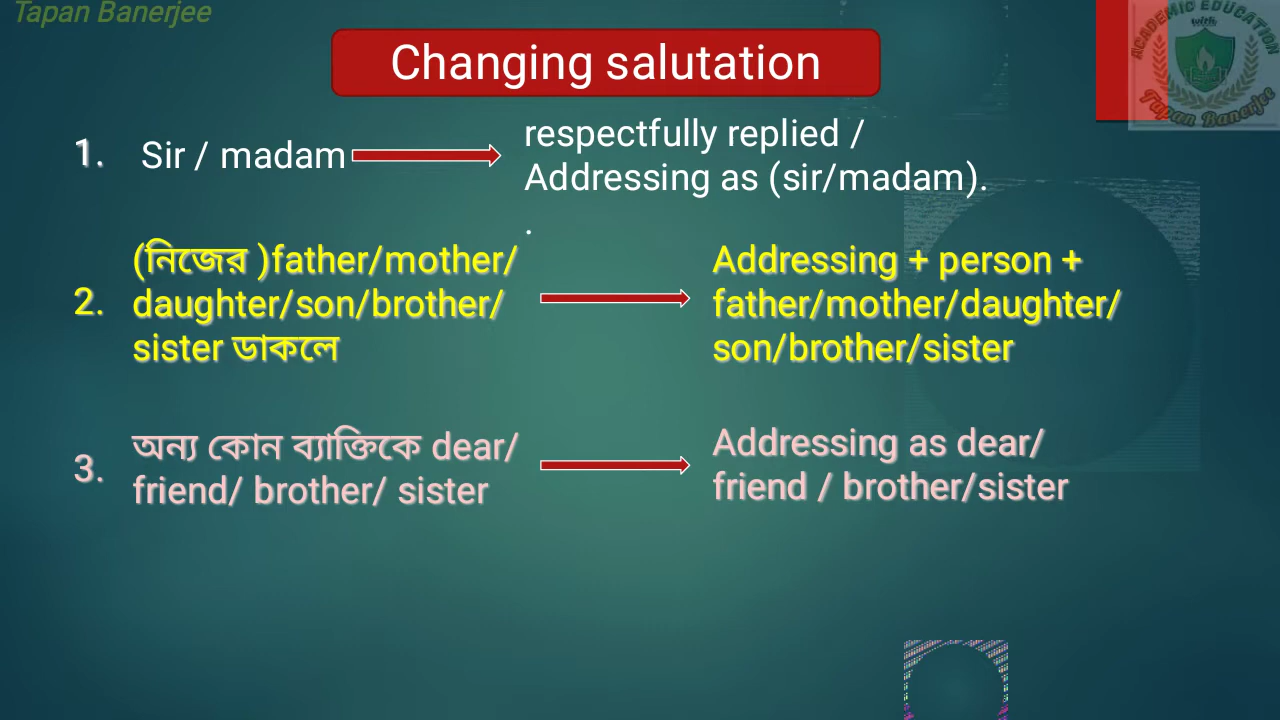 Tapan Banerjee
ACADEMIC EDUCATION
with
Tapan Banerjee
Changing salutation
1. Sir / madam
respectfully replied /
Addressing as (sir/madam).
.
2. (নিজের )father/mother/
daughter/son/brother/
sister ডাকলে
Addressing + person +
father/mother/daughter/
son/brother/sister
3. অন্য কোন ব্যাক্তিকে dear/
friend/ brother/ sister
Addressing as dear/
friend / brother/sister